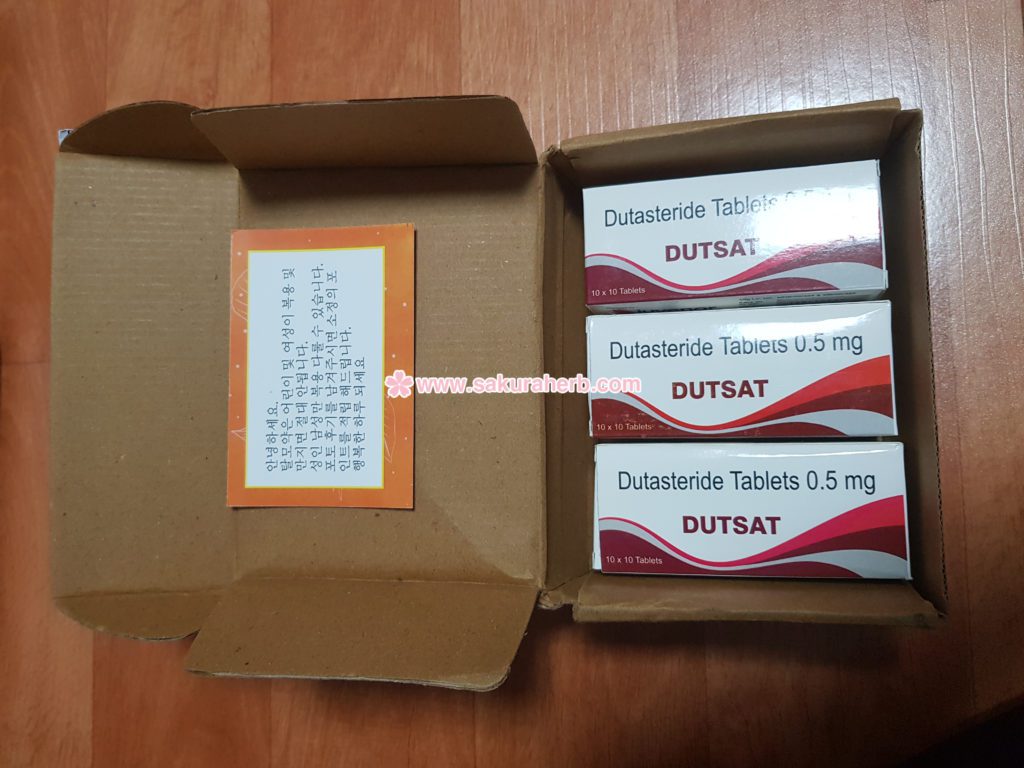 안녕하세요.
탈모약은 어린이 및 여성이 복용 및
만지면 절대 안됩니다.
성인 남성만 복용 다룰 수 있습니다.
포토 후기를 남겨주시면 소정의 포
인트를 적립 해드립니다.
행복한 하루 되세요
www.sakuraherb.com
Dutasteride Tablets
DUTSAT
10 x 10 Tablets
Dutasteride Tablets 0.5 mg
DUTSAT
10 x 10 Tablets
Dutasteride Tablets 0.5 mg
DUTSAT
10 x 10 Tablets